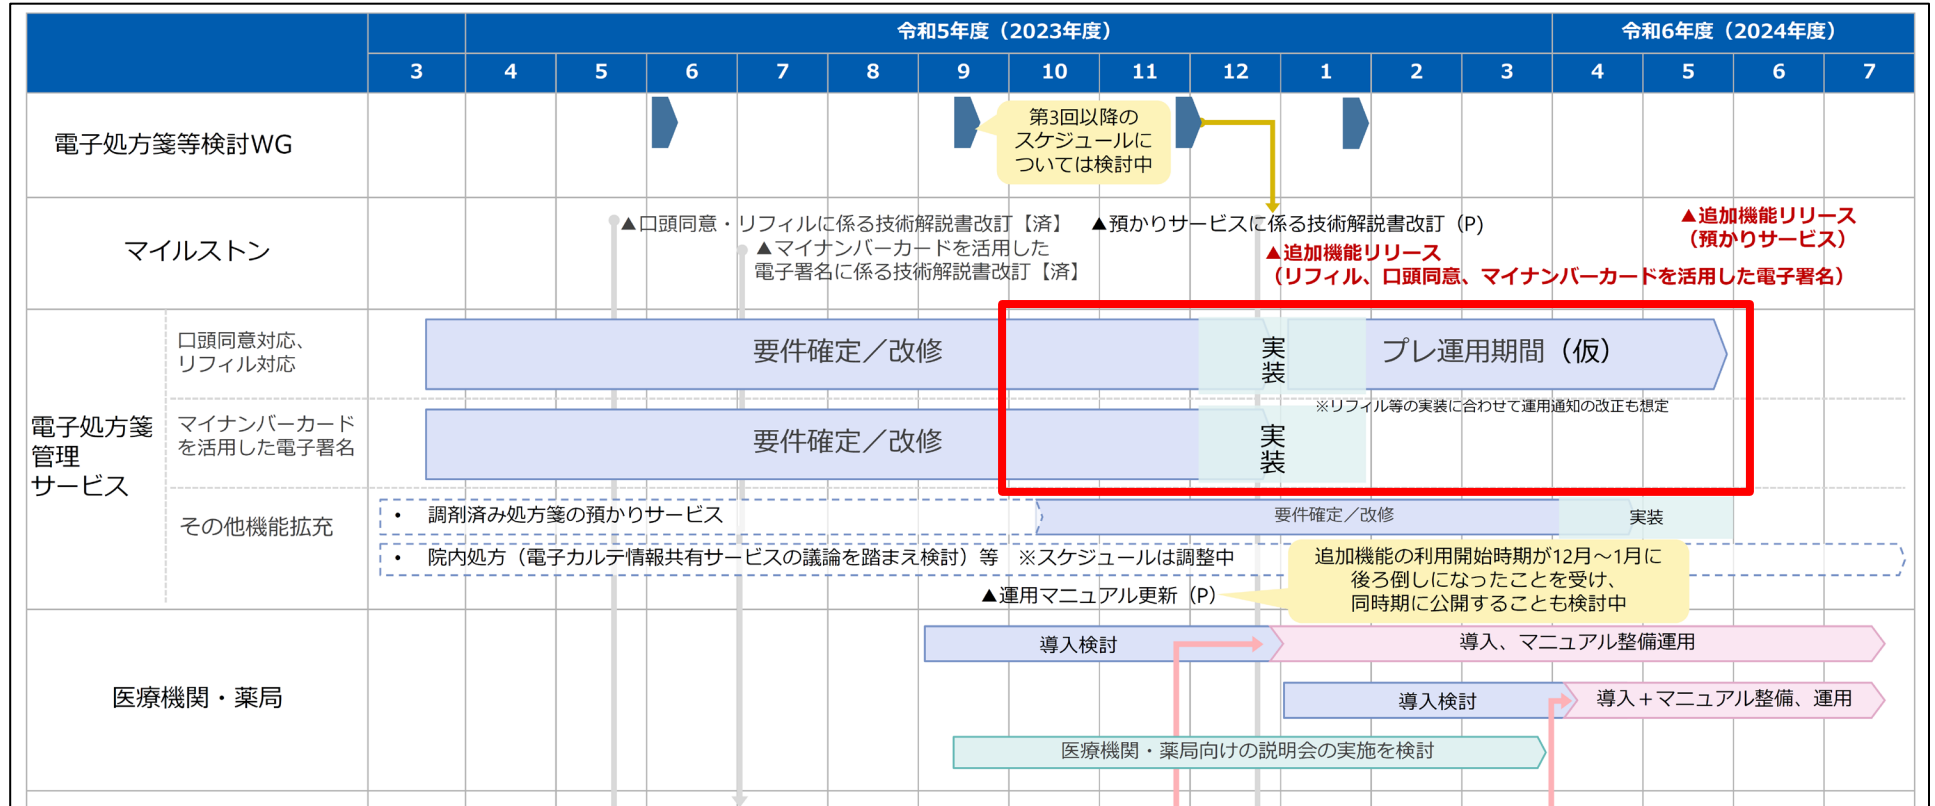 令和5年度（2023年度）
令和6年度（2024年度）
3 4 5 6 7 8 9 10 11 12 1 2 3 4 5 6 7
電子処方箋等検討WG
第3回以降の
スケジュールに
ついては検討中
マイルストン
▲口頭同意・リフィルに係る技術解説書改訂【済】
▲マイナンバーカードを活用した
電子署名に係る技術解説書改訂【済】
▲預かりサービスに係る技術解説書改訂（P）
▲追加機能リリース
（リフィル、口頭同意、マイナンバーカードを活用した電子署名）
▲追加機能リリース
（預かりサービス）
電子処方箋
管理
サービス
口頭同意対応、
リフィル対応
要件確定／改修
実装
プレ運用期間（仮）
※リフィル等の実装に合わせて運用通知の改正も想定
マイナンバーカード
を活用した電子署名
要件確定／改修
実装
その他機能拡充
• 調剤済み処方箋の預かりサービス
要件確定／改修
実装
• 院内処方（電子カルテ情報共有サービスの議論を踏まえ検討）等　※スケジュールは調整中
▲運用マニュアル更新（P）
追加機能の利用開始時期が12月～1月に
後ろ倒しになったことを受け、
同時期に公開することも検討中
医療機関・薬局
導入検討
導入、マニュアル整備運用
導入検討
導入＋マニュアル整備、運用
医療機関・薬局向けの説明会の実施を検討